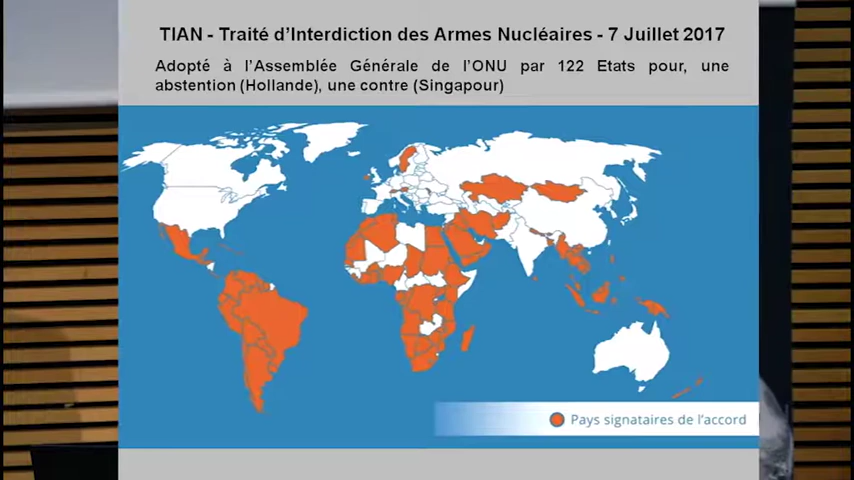 TIAN - Traité d'Interdiction des Armes Nucléaires - 7 Juillet 2017
Adopté à l'Assemblée Générale de l'ONU par 122 Etats pour, une
abstention (Hollande), une contre (Singapour)
Pays signataires de l'accord